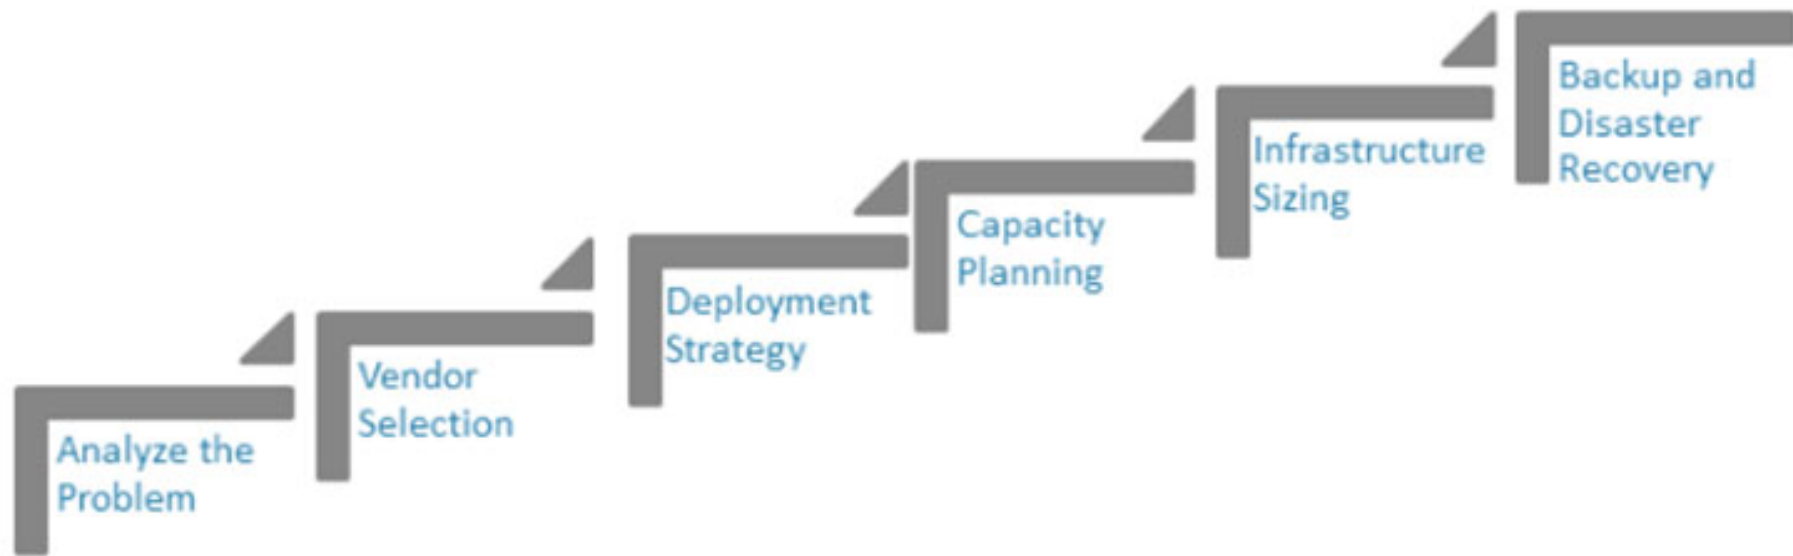 Analyze the
Problem
Vendor
Selection
Deployment
Strategy
Capacity
Planning
Infrastructure
Sizing
Backup and
Disaster
Recovery